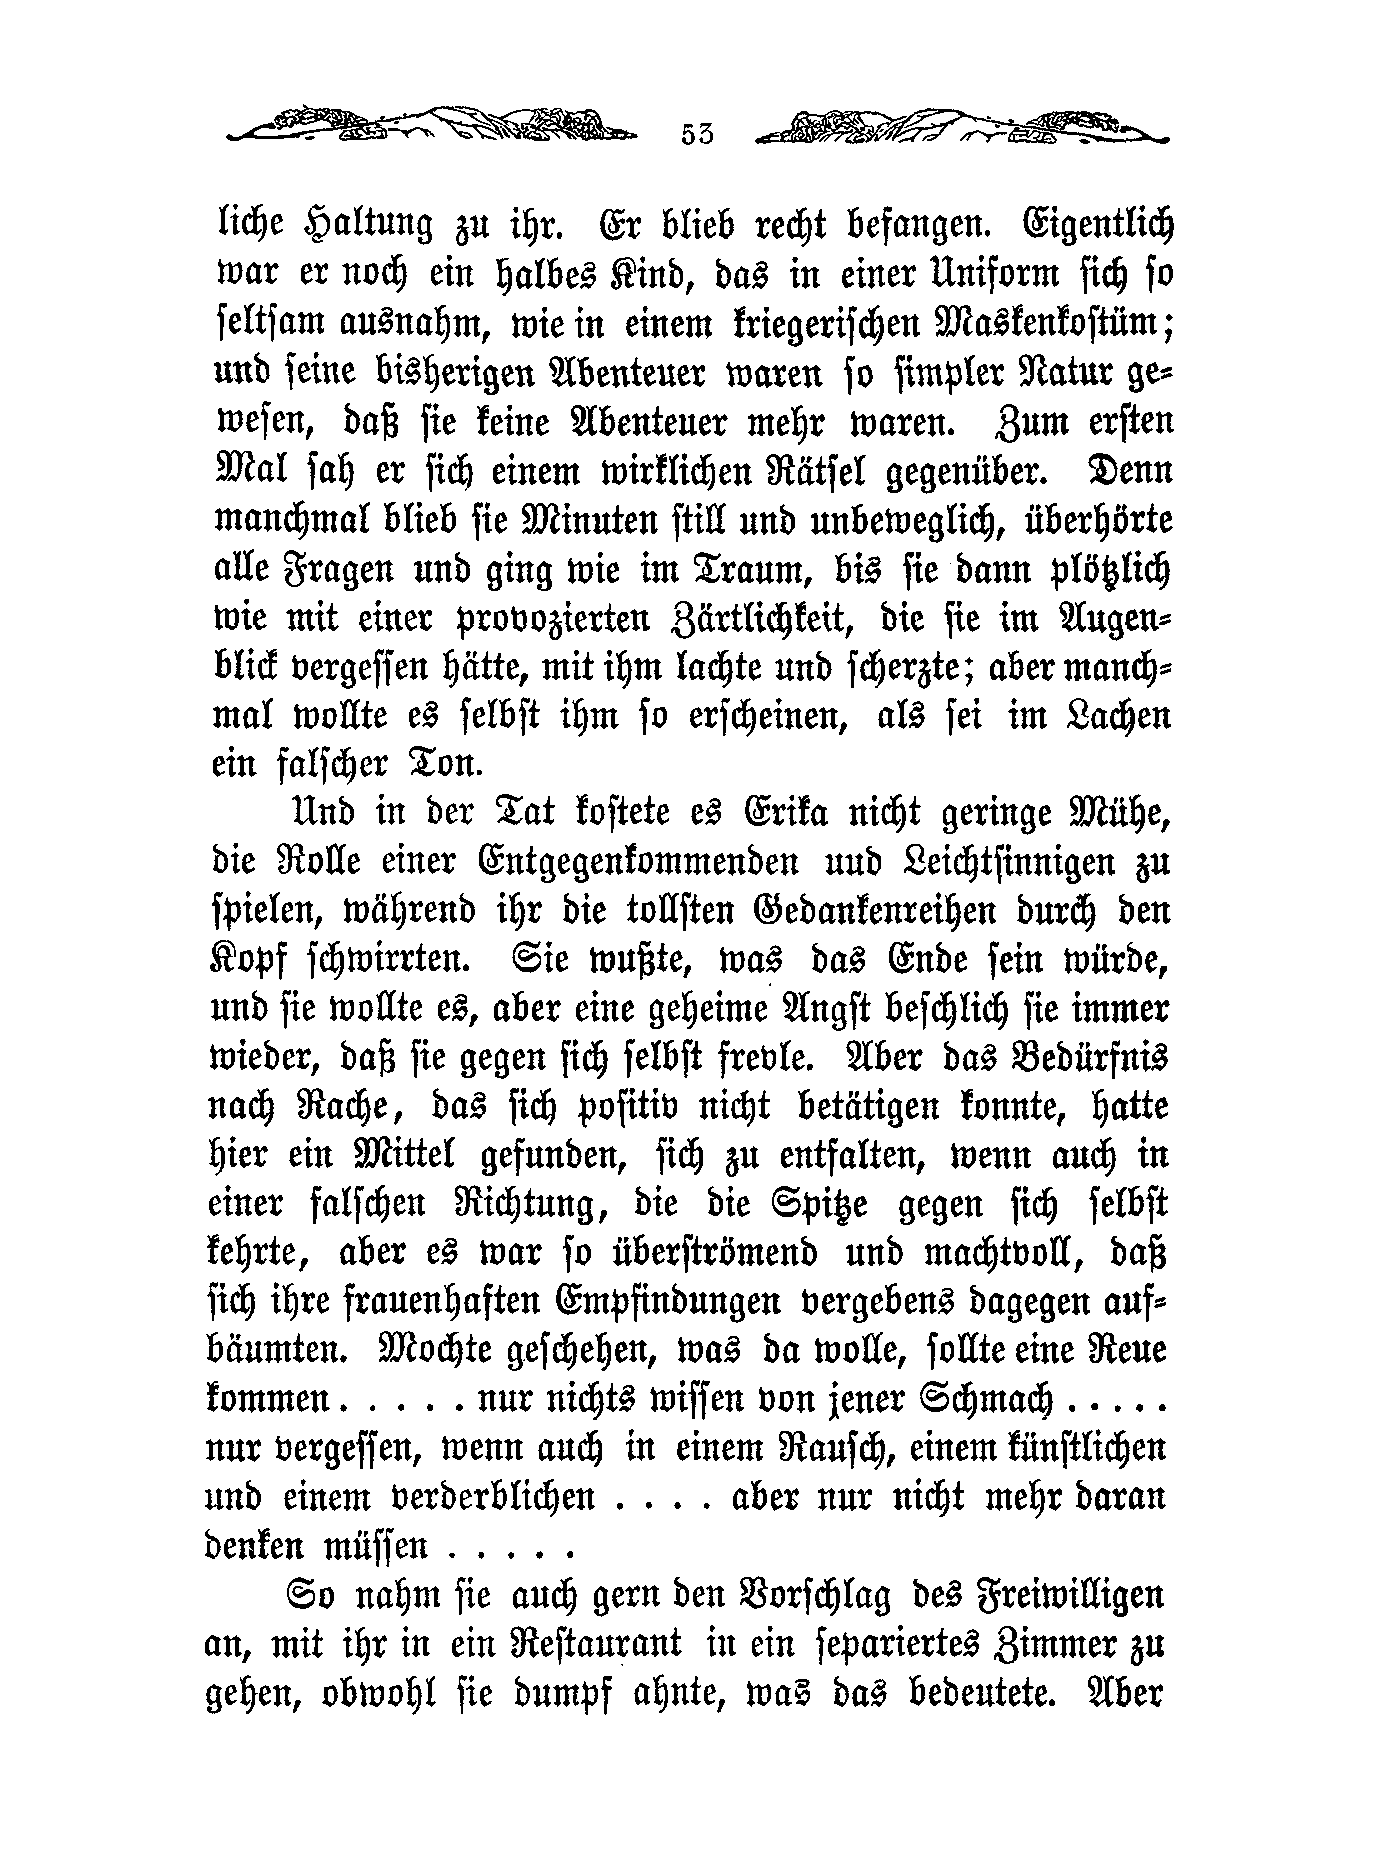 53
liche Haltung zu ihr. Er blieb recht befangen. Eigentlich
war er noch ein halbes Kind, das in einer Uniform sich so
seltsam ausnahm, wie in einem kriegerischen Maskenkostüm;
und seine bisherigen Abenteuer waren so simpler Natur ge-
wesen, daß sie keine Abenteuer mehr waren. Zum ersten
Mal sah er sich einem wirklichen Rätsel gegenüber. Denn
manchmal blieb sie Minuten still und unbeweglich, überhörte
alle Fragen und ging wie im Traum, bis sie dann plötzlich
wie mit einer provozierten Zärtlichkeit, die sie im Augen-
blick vergessen hätte, mit ihm lachte und scherzte; aber manch-
mal wollte es selbst ihm so erscheinen, als sei im Lachen
ein falscher Ton.
Und in der Tat kostete es Erika nicht geringe Mühe,
die Rolle einer Entgegenkommenden uud Leichtsinnigen zu
spielen, während ihr die tollsten Gedankenreihen durch den
Kopf schwirrten. Sie wußte, was das Ende sein würde,
und sie wollte es, aber eine geheime Angst beschlich sie immer
wieder, daß sie gegen sich selbst frevle. Aber das Bedürfnis
nach Rache, das sich positiv nicht betätigen konnte, hatte
hier ein Mittel gefunden, sich zu entfalten, wenn auch in
einer falschen Richtung, die die Spitze gegen sich selbst
kehrte, aber es war so überströmend und machtvoll, daß
sich ihre frauenhaften Empfindungen vergebens dagegen auf-
bäumten. Mochte geschehen, was da wolle, sollte eine Reue
kommen . . . . . nur nichts wissen von jener Schmach . . . . .
nur vergessen, wenn auch in einem Rausch, einem künstlichen
und einem verderblichen . . . . aber nur nicht mehr daran
denken müssen . . . . .
So nahm sie auch gern den Vorschlag des Freiwilligen
an, mit ihr in ein Restaurant in ein separiertes Zimmer zu
gehen, obwohl sie dumpf ahnte, was das bedeutete. Aber